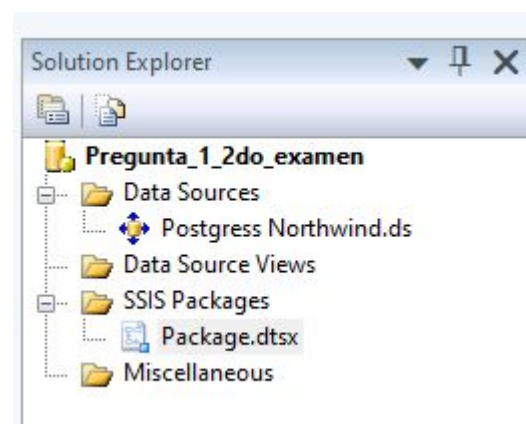 Solution Explorer
Pregunta_1_2do_examen
Data Sources
Postgress Northwind.ds
Data Source Views
SSIS Packages
Package.dtsx
Miscellaneous